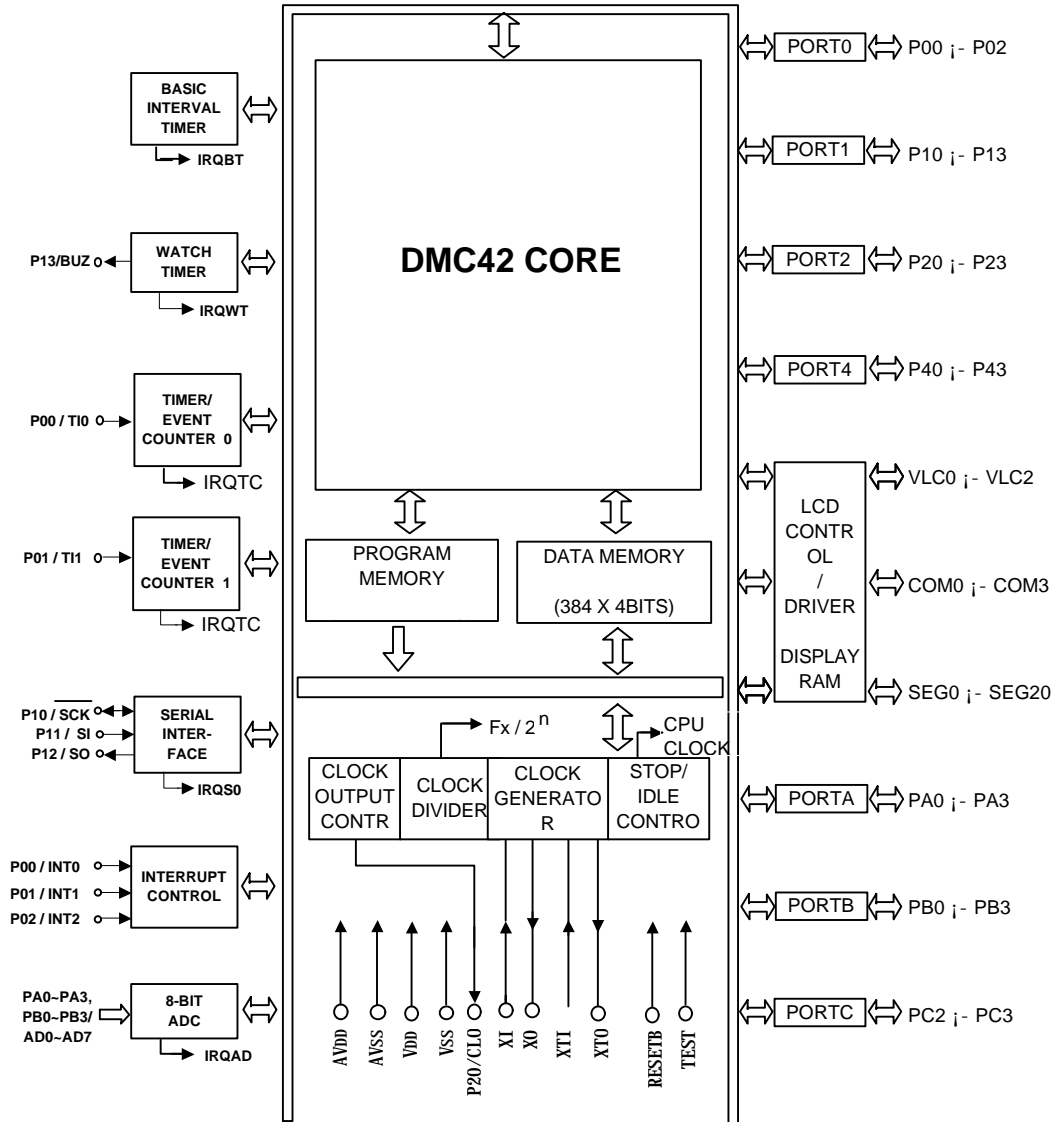 BASIC
INTERVAL
TIMER
IRQBT
P13/BUZ
WATCH
TIMER
IRQWT
P00 / TI0
TIMER/
EVENT
COUNTER 0
IRQTC
P01 / TI1
TIMER/
EVENT
COUNTER 1
IRQTC
P10 / SCK
P11 / SI
P12 / SO
SERIAL
INTER-
FACE
IRQS0
P00 / INT0
P01 / INT1
P02 / INT2
INTERRUPT
CONTROL
PA0~PA3,
PB0~PB3/
AD0~AD7
8-BIT
ADC
IRQAD
DMC42 CORE
PROGRAM
MEMORY
DATA MEMORY
(384 X 4BITS)
Fx / 2 n
CPU
CLOCK
CLOCK
OUTPUT
CONTR
CLOCK
DIVIDER
CLOCK
GENERATO
R
STOP/
IDLE
CONTRO
AVDD
AVSS
VDD
VSS
P20/CLO
XI
XO
XTI
XTO
RESETB
TEST
PORT0
P00 ¡- P02
PORT1
P10 ¡- P13
PORT2
P20 ¡- P23
PORT4
P40 ¡- P43
LCD
CONTR
OL
/
DRIVER
DISPLAY
RAM
VLC0 ¡- VLC2
COM0 ¡- COM3
SEG0 ¡- SEG20
PORTA
PA0 ¡- PA3
PORTB
PB0 ¡- PB3
PORTC
PC2 ¡- PC3